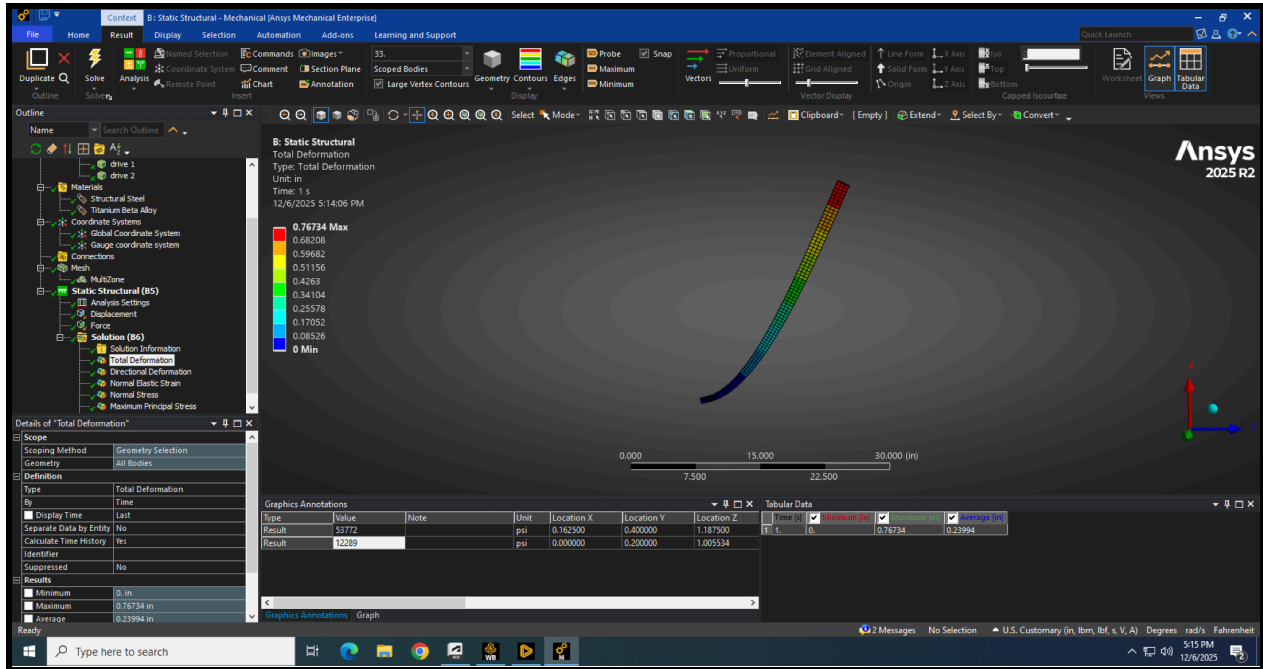 Context B: Static Structural - Mechanical [Ansys Mechanical Enterprise]
File Home Result Display Selection Automation Add-ons Learning and Support Quick Launch
Duplicate Solve Analysis Named Selection Coordinate System Remote Point Commands Comment Chart Images Section Plane Annotation 33. Scoped Bodies Large Vertex Contours Geometry Contours Edges Probe Maximum Minimum Snap Vectors Proportional Uniform Element Aligned Grid Aligned Line Form Solid Form Origin X Axis Y Axis Z Axis Iso Top Bottom Worksheet Graph Tabular Data
Outline Solver Insert Display Vector Display Capped Isosurface Views
Outline
Name Search Outline
Select Mode Clipboard [Empty] Extend Select By Convert
drive 1
drive 2
Materials
Structural Steel
Titanium Beta Alloy
Coordinate Systems
Global Coordinate System
Gauge coordinate system
Connections
Mesh
MultiZone
Static Structural (B5)
Analysis Settings
Displacement
Force
Solution (B6)
Solution Information
Total Deformation
Directional Deformation
Normal Elastic Strain
Normal Stress
Maximum Principal Stress
B: Static Structural
Total Deformation
Type: Total Deformation
Unit: in
Time: 1 s
12/6/2025 5:14:06 PM
0.76734 Max
0.68208
0.59682
0.51156
0.4263
0.34104
0.25578
0.17052
0.08526
0 Min
Ansys
2025 R2
0.000 15.000 30.000 (in)
7.500 22.500
Details of "Total Deformation"
Scope
Scoping Method Geometry Selection
Geometry All Bodies
Definition
Type Total Deformation
By Time
Display Time Last
Separate Data by Entity No
Calculate Time History Yes
Identifier
Suppressed No
Results
Minimum 0. in
Maximum 0.76734 in
Average 0.23994 in
Graphics Annotations
Type Value Note Unit Location X Location Y Location Z
Result 53772 psi 0.162500 0.400000 1.187500
Result 12289 psi 0.000000 0.200000 1.005534
Graphics Annotations Graph
Tabular Data
Time [s] Minimum [in] Maximum [in] Average [in]
1 1. 0. 0.76734 0.23994
Ready 2 Messages No Selection U.S. Customary (in, lbm, lbf, s, V, A) Degrees rad/s Fahrenheit
Type here to search WB M 5:15 PM
12/6/2025 2